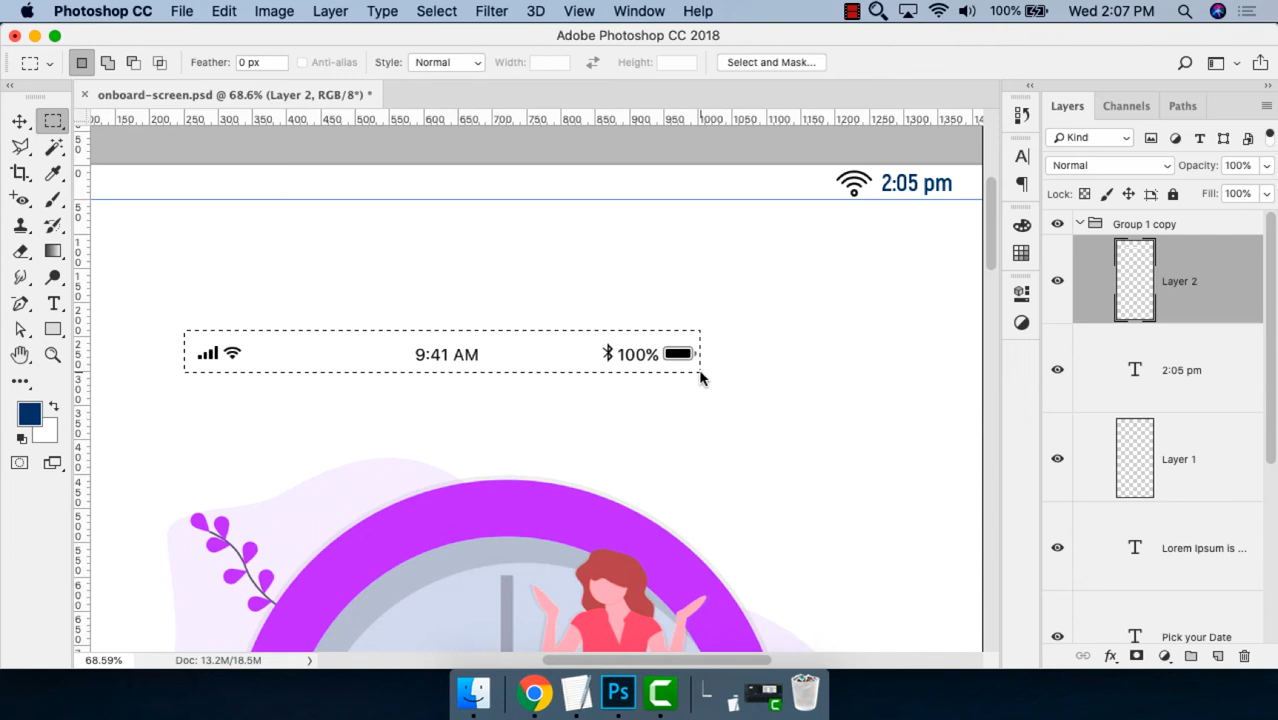 Photoshop CC File Edit Image Layer Type Select Filter 3D View Window Help 100% Wed 2:07 PM
Adobe Photoshop CC 2018
Feather: 0 px Anti-alias Style: Normal Width: Height: Select and Mask...
× onboard-screen.psd @ 68.6% (Layer 2, RGB/8*) *
150 200 250 300 350 400 450 500 550 600 650 700 750 800 850 900 950 1000 1050 1100 1150 1200 1250 1300 1350
2:05 pm
9:41 AM
100%
Layers Channels Paths
Kind
Normal Opacity: 100%
Lock: Fill: 100%
Group 1 copy
Layer 2
2:05 pm
Layer 1
Lorem Ipsum is ...
Pick your Date
68.59% Doc: 13.2M/18.5M
Ps